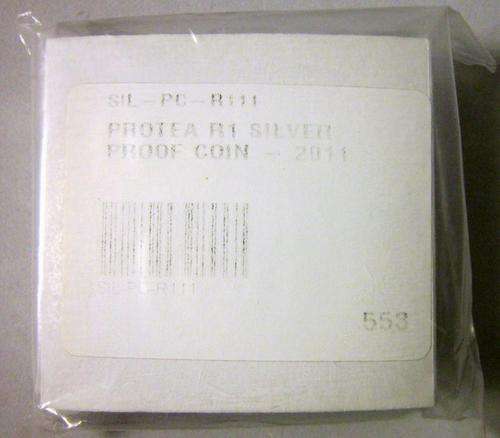 SIL-PC-R111
PROTEA R1 SILVER
PROOF COIN - 2011
SIL-PC-R111
553